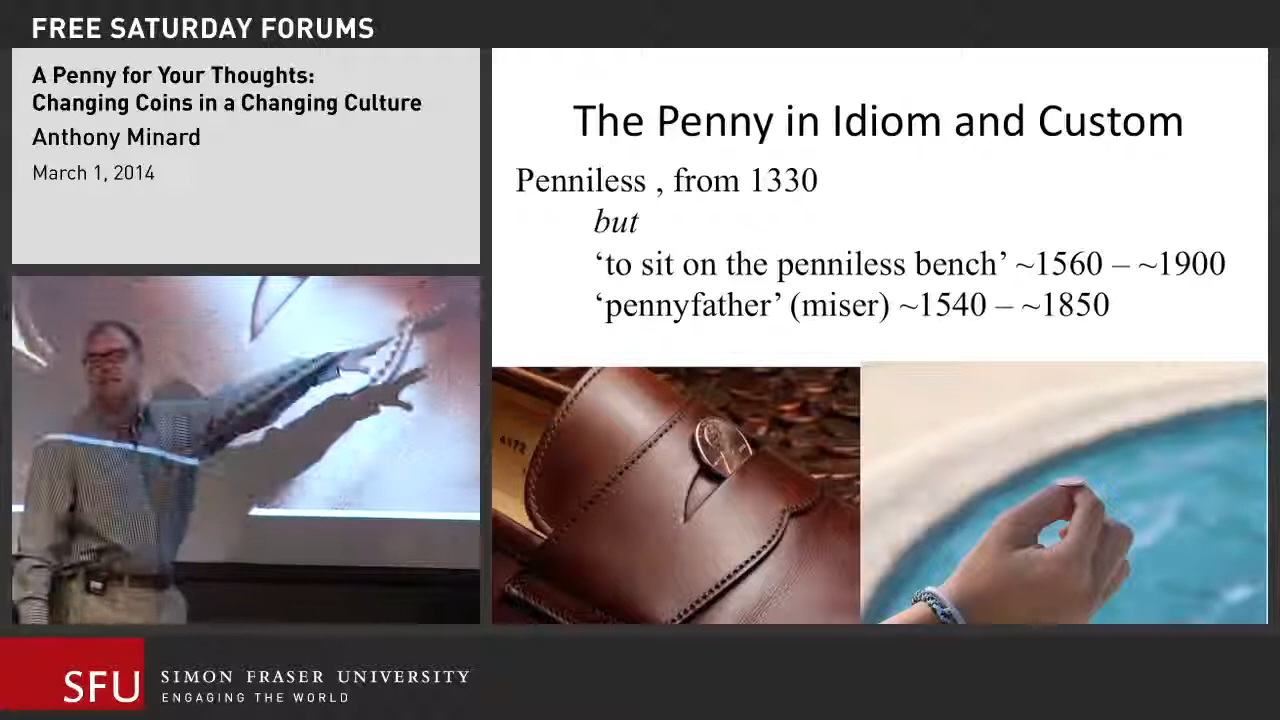 FREE SATURDAY FORUMS
A Penny for Your Thoughts:
Changing Coins in a Changing Culture
Anthony Minard
March 1, 2014
The Penny in Idiom and Custom
Penniless , from 1330
but
‘to sit on the penniless bench’ ~1560 – ~1900
‘pennyfather’ (miser) ~1540 – ~1850
SFU
SIMON FRASER UNIVERSITY
ENGAGING THE WORLD